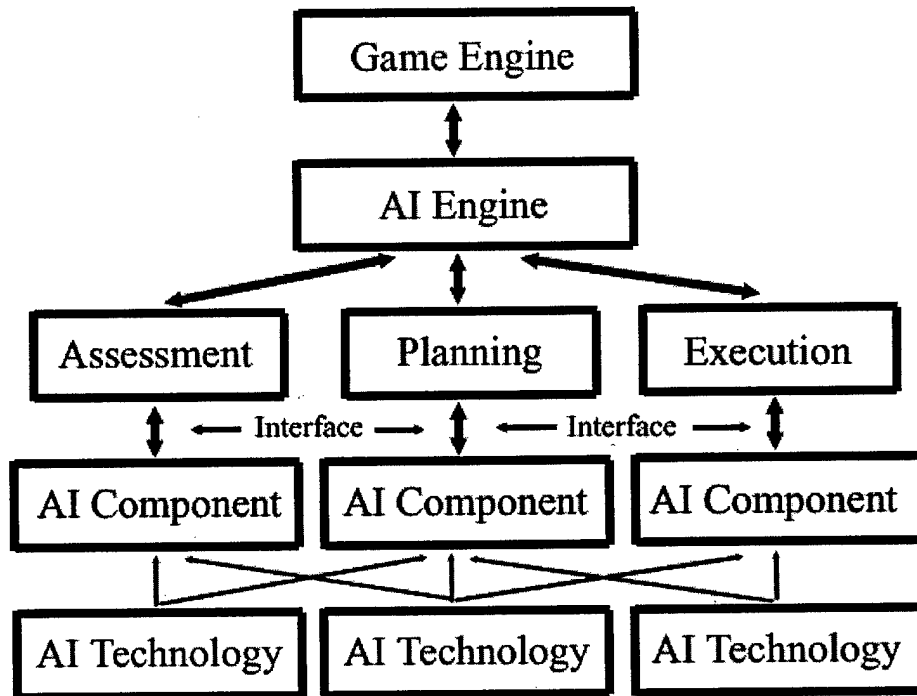 Game Engine
AI Engine
Assessment
Planning
Execution
Interface
Interface
AI Component
AI Component
AI Component
AI Technology
AI Technology
AI Technology